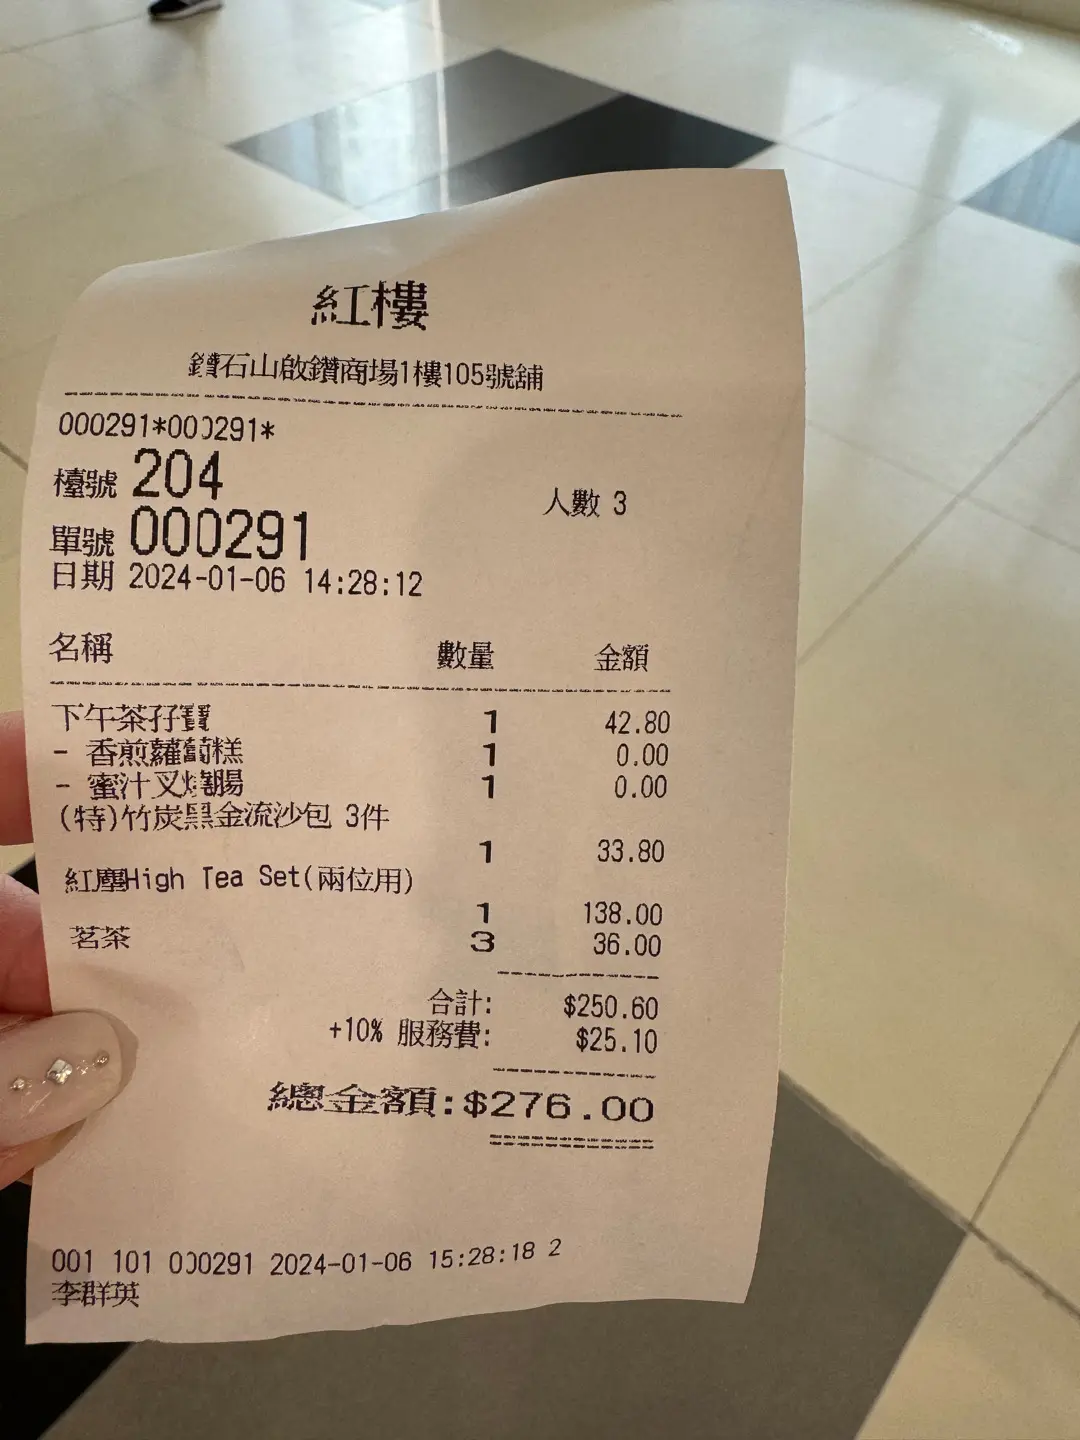 紅樓
鑽石山啟鑽商場1樓105號舖
000291*000291*
檯號 204 人數 3
單號 000291
日期 2024-01-06 14:28:12
名稱 數量 金額
下午茶孖寶 1 42.80
- 香煎蘿蔔糕 1 0.00
- 蜜汁叉燒腸 1 0.00
(特)竹炭黑金流沙包 3件
1 33.80
紅塵High Tea Set(兩位用)
1 138.00
茗茶 3 36.00
合計: $250.60
+10% 服務費: $25.10
總金額:$276.00
001 101 000291 2024-01-06 15:28:18 2
李群英